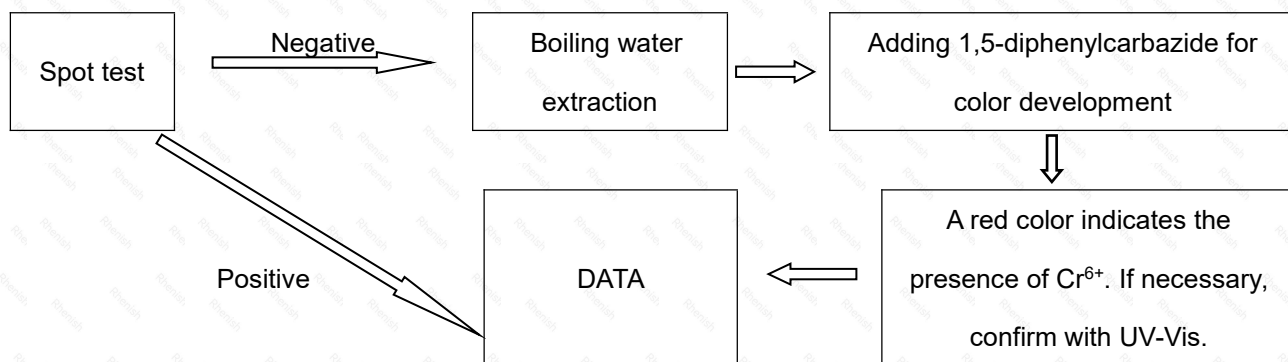 Spot test
Negative
Boiling water
extraction
Adding 1,5-diphenylcarbazide for
color development
A red color indicates the
presence of Cr⁶⁺. If necessary,
confirm with UV-Vis.
DATA
Positive